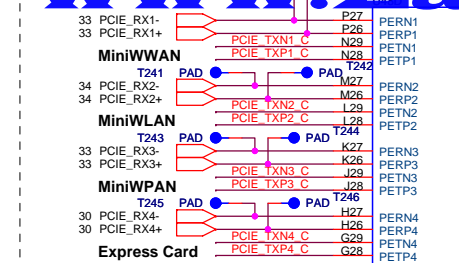 33 PCIE_RX1- P27 PERN1
33 PCIE_RX1+ P26 PERP1
PCIE_TXN1_C N29 PETN1
PCIE_TXP1_C N28 PETP1
MiniWWAN
T241 PAD PAD T242
34 PCIE_RX2- M27 PERN2
34 PCIE_RX2+ M26 PERP2
PCIE_TXN2_C L29 PETN2
PCIE_TXP2_C L28 PETP2
MiniWLAN
T243 PAD PAD T244
33 PCIE_RX3- K27 PERN3
33 PCIE_RX3+ K26 PERP3
PCIE_TXN3_C J29 PETN3
PCIE_TXP3_C J28 PETP3
MiniWPAN
T245 PAD PAD T246
30 PCIE_RX4- H27 PERN4
30 PCIE_RX4+ H26 PERP4
PCIE_TXN4_C G29 PETN4
PCIE_TXP4_C G28 PETP4
Express Card